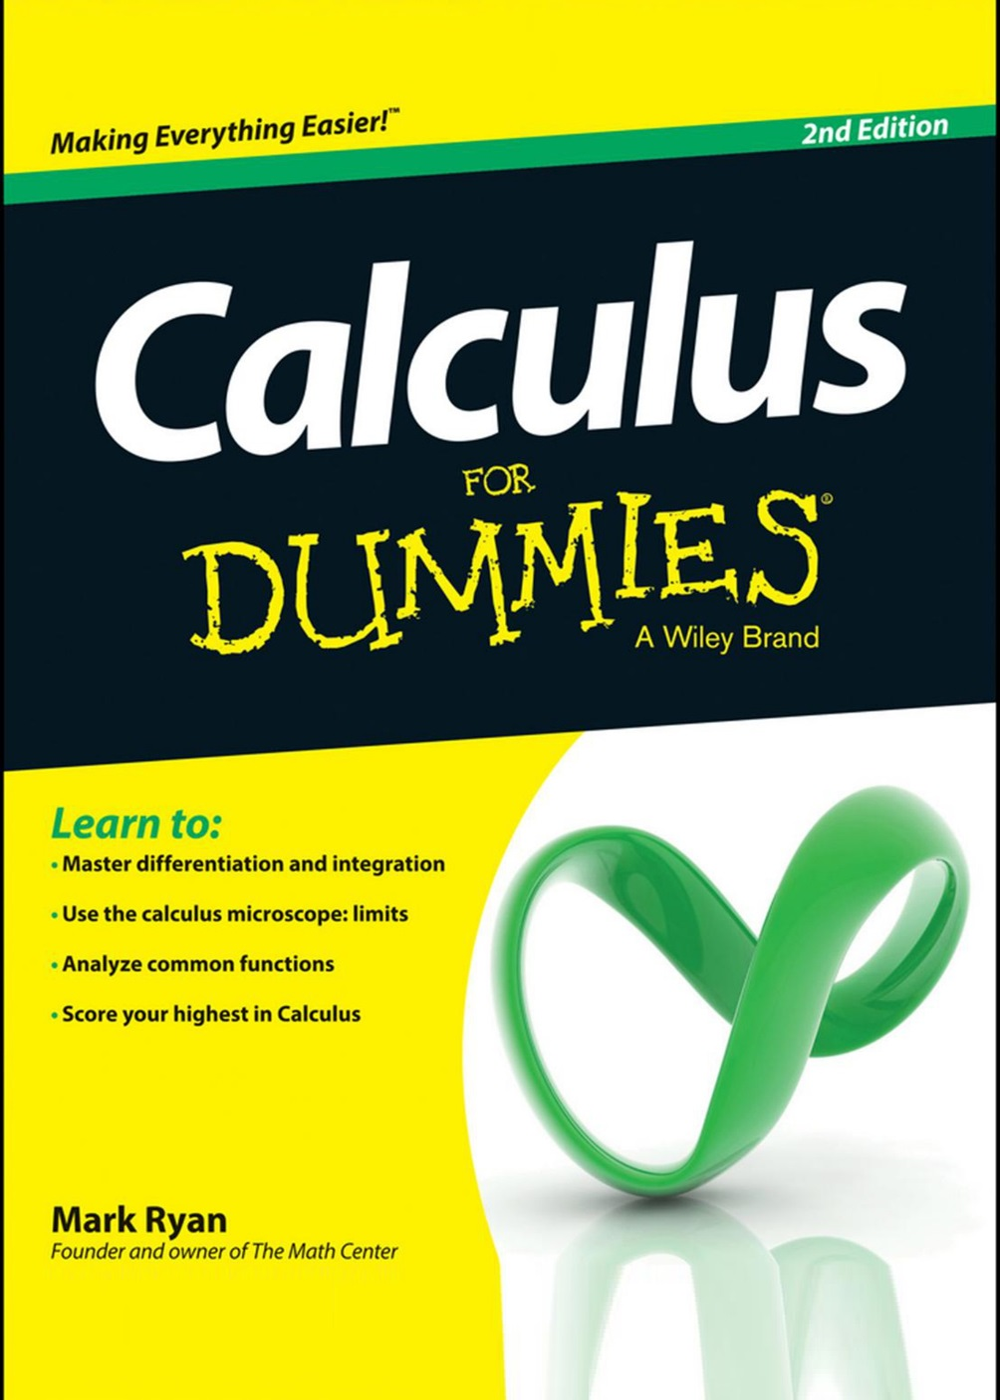 Making Everything Easier!™
2nd Edition
Calculus
FOR
DUMMIES®
A Wiley Brand
Learn to:
• Master differentiation and integration
• Use the calculus microscope: limits
• Analyze common functions
• Score your highest in Calculus
Mark Ryan
Founder and owner of The Math Center